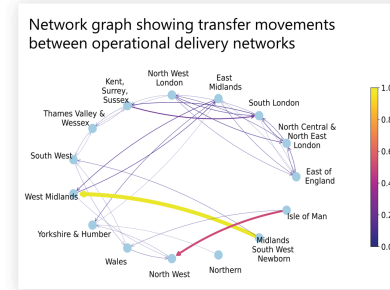 Network graph showing transfer movements
between operational delivery networks
North West
London
East
Midlands
Kent,
Surrey,
Sussex
South London
Thames Valley &
Wessex
North Central &
North East
London
South West
East of
England
West Midlands
Isle of Man
Yorkshire & Humber
Midlands
South West
Newborn
Wales
North West
Northern
1.0
0.8
0.6
0.4
0.2
0.0